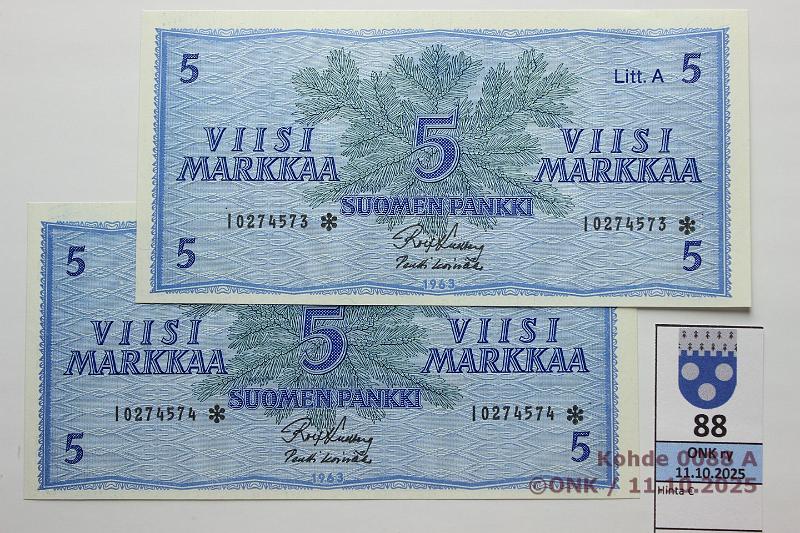 5
Litt. A 5
5
VIISI MARKKAA
VIISI MARKKAA
SUOMEN PANKKI
I0274573 *
I0274573 *
5
5
1963
5
5
VIISI MARKKAA
VIISI MARKKAA
SUOMEN PANKKI
I0274574 *
I0274574 *
5
5
1963
88
ONK ry
11.10.2025
Hinta €
Kohde 0088 A
©ONK / 11.10.2025